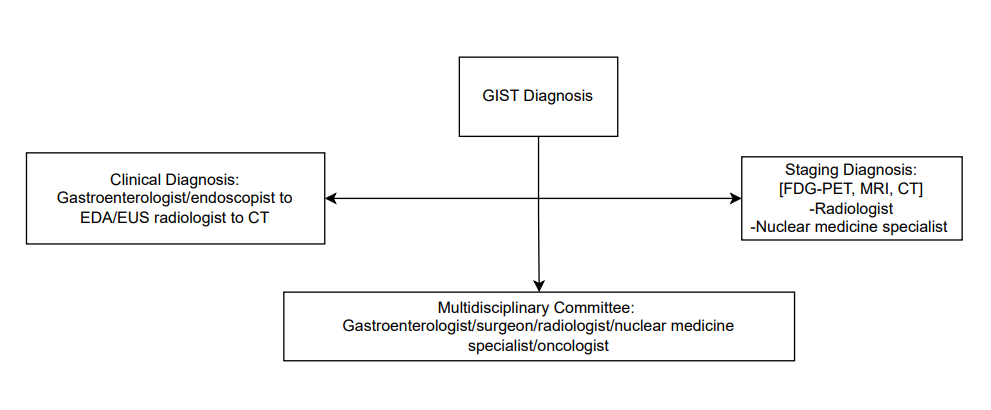 GIST Diagnosis
Clinical Diagnosis:
Gastroenterologist/endoscopist to
EDA/EUS radiologist to CT
Staging Diagnosis:
[FDG-PET, MRI, CT]
-Radiologist
-Nuclear medicine specialist
Multidisciplinary Committee:
Gastroenterologist/surgeon/radiologist/nuclear medicine
specialist/oncologist